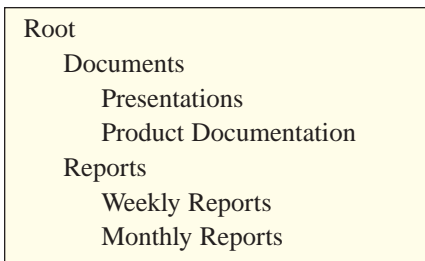 Root
Documents
Presentations
Product Documentation
Reports
Weekly Reports
Monthly Reports